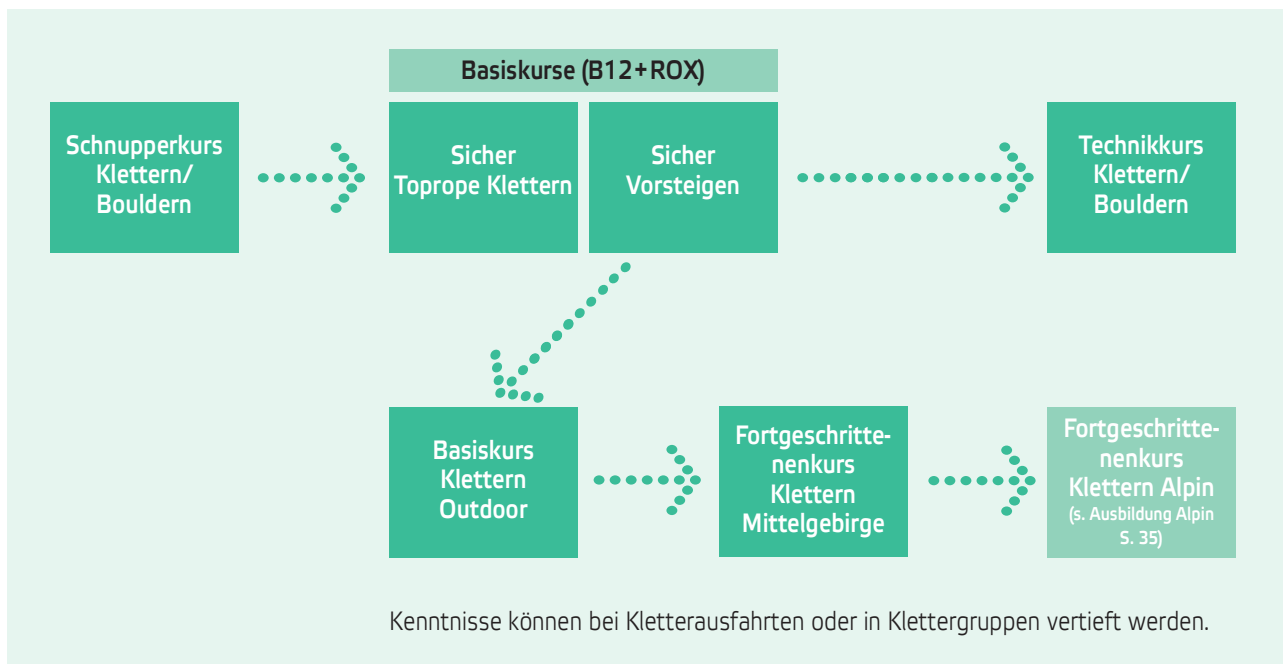 Basiskurse (B12+ROX)
Schnupperkurs
Klettern/
Bouldern
Sicher
Toprope Klettern
Sicher
Vorsteigen
Technikkurs
Klettern/
Bouldern
Basiskurs
Klettern
Outdoor
Fortgeschritte-
nenkurs
Klettern
Mittelgebirge
Fortgeschritte-
nenkurs
Klettern Alpin
(s. Ausbildung Alpin
S. 35)
Kenntnisse können bei Kletterausfahrten oder in Klettergruppen vertieft werden.